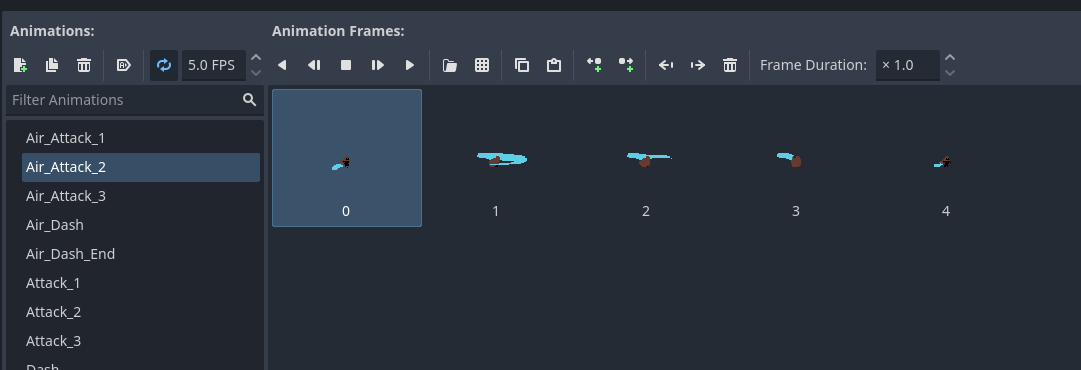 Animations:
Animation Frames:
5.0 FPS
Frame Duration:
× 1.0
Filter Animations
Air_Attack_1
Air_Attack_2
Air_Attack_3
Air_Dash
Air_Dash_End
Attack_1
Attack_2
Attack_3
Dash
0
1
2
3
4